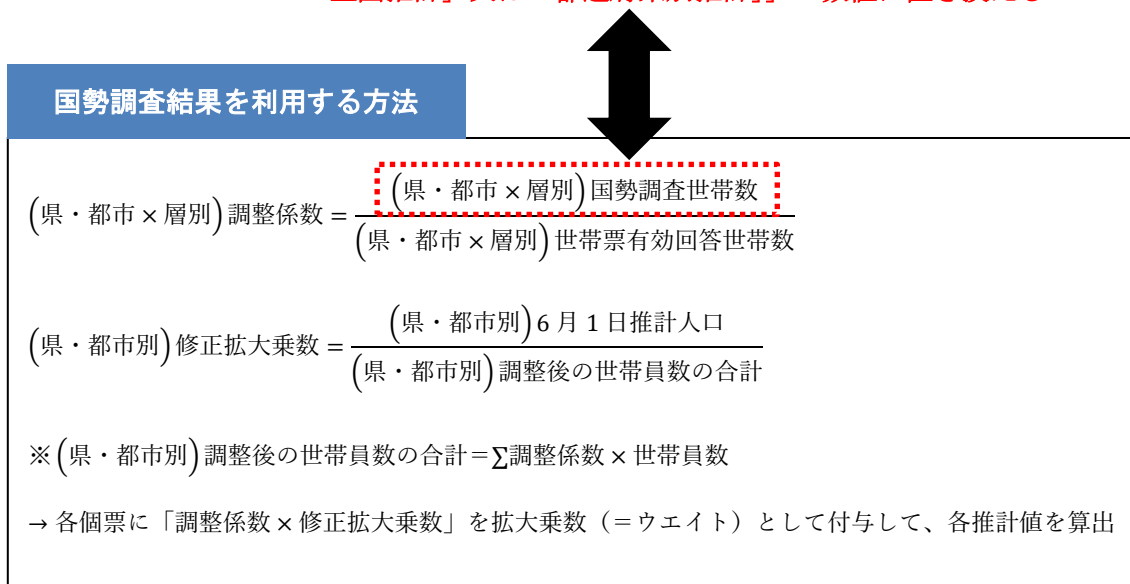 国勢調査結果を利用する方法
(県・都市 × 層別)調整係数 = (県・都市 × 層別)国勢調査世帯数 / (県・都市 × 層別)世帯票有効回答世帯数
(県・都市別)修正拡大乗数 = (県・都市別)6 月 1 日推計人口 / (県・都市別)調整後の世帯員数の合計
※(県・都市別)調整後の世帯員数の合計=∑調整係数 × 世帯員数
→ 各個票に「調整係数 × 修正拡大乗数」を拡大乗数（＝ウエイト）として付与して、各推計値を算出